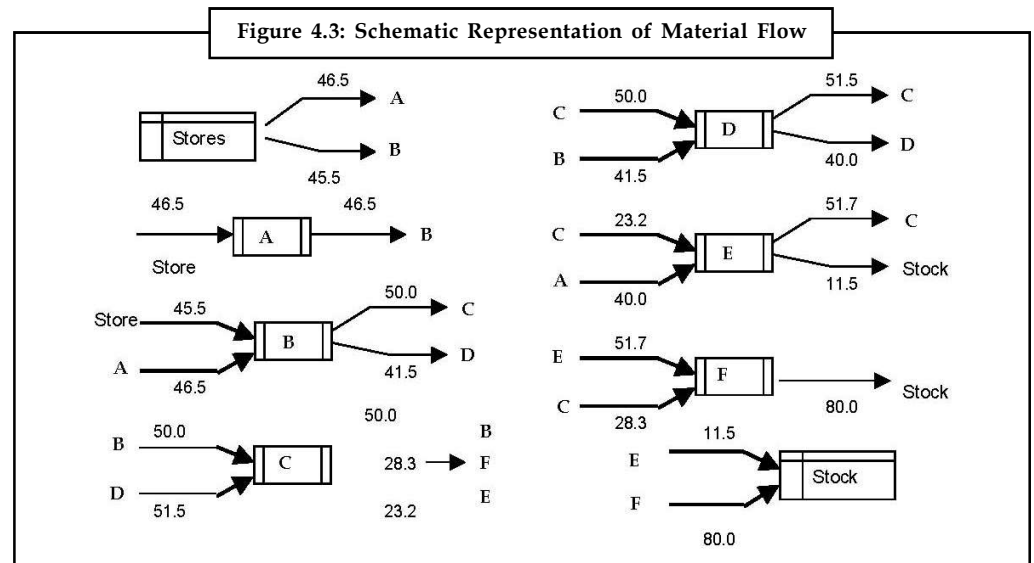 Figure 4.3: Schematic Representation of Material Flow
46.5
A
Stores
B
45.5
46.5
46.5
A
B
Store
50.0
Store
45.5
C
B
D
A
41.5
46.5
50.0
B
50.0
B
C
28.3
F
D
E
51.5
23.2
51.5
50.0
C
C
D
B
D
41.5
40.0
51.7
23.2
C
C
E
A
Stock
40.0
11.5
51.7
E
F
Stock
C
28.3
80.0
11.5
E
Stock
F
80.0